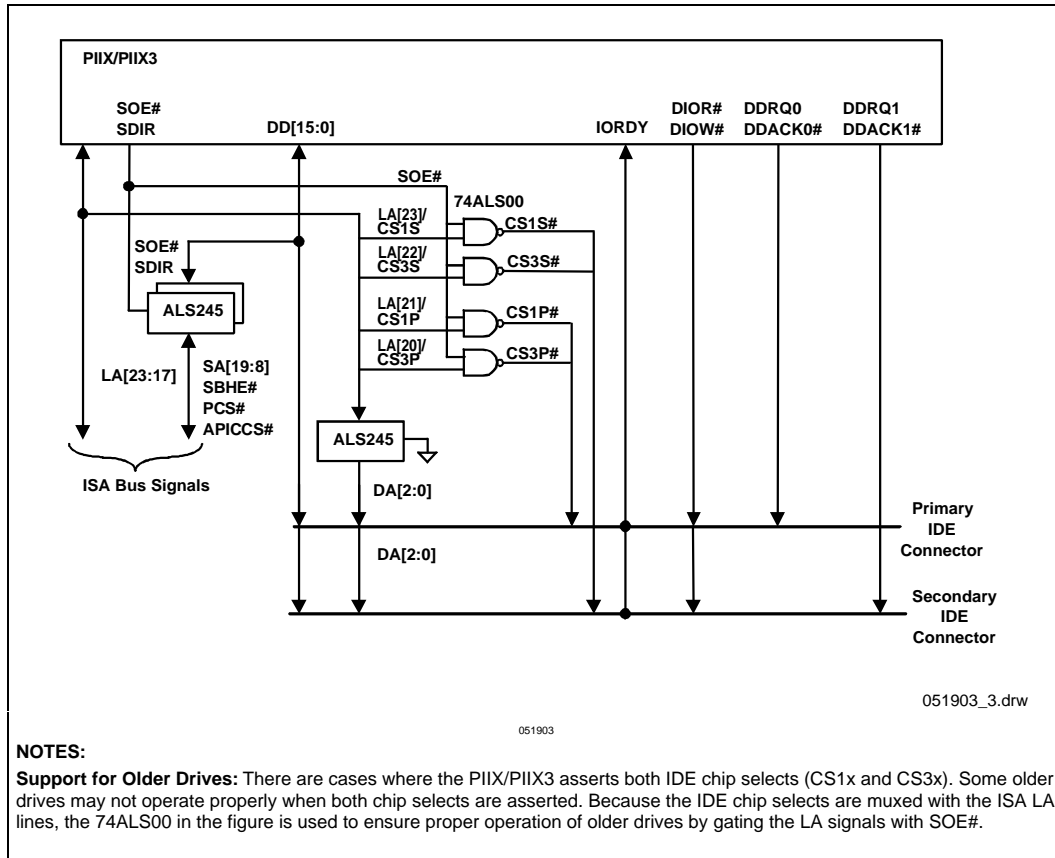 PIIX/PIIX3
SOE#
SDIR
DD[15:0]
IORDY
DIOR#
DIOW#
DDRQ0
DDACK0#
DDRQ1
DDACK1#
SOE#
74ALS00
LA[23]/
CS1S
CS1S#
LA[22]/
CS3S
CS3S#
LA[21]/
CS1P
CS1P#
LA[20]/
CS3P
CS3P#
SOE#
SDIR
ALS245
LA[23:17]
SA[19:8]
SBHE#
PCS#
APICCS#
ALS245
ISA Bus Signals
DA[2:0]
Primary
IDE
Connector
DA[2:0]
Secondary
IDE
Connector
051903_3.drw
051903
NOTES:
Support for Older Drives: There are cases where the PIIX/PIIX3 asserts both IDE chip selects (CS1x and CS3x). Some older
drives may not operate properly when both chip selects are asserted. Because the IDE chip selects are muxed with the ISA LA
lines, the 74ALS00 in the figure is used to ensure proper operation of older drives by gating the LA signals with SOE#.